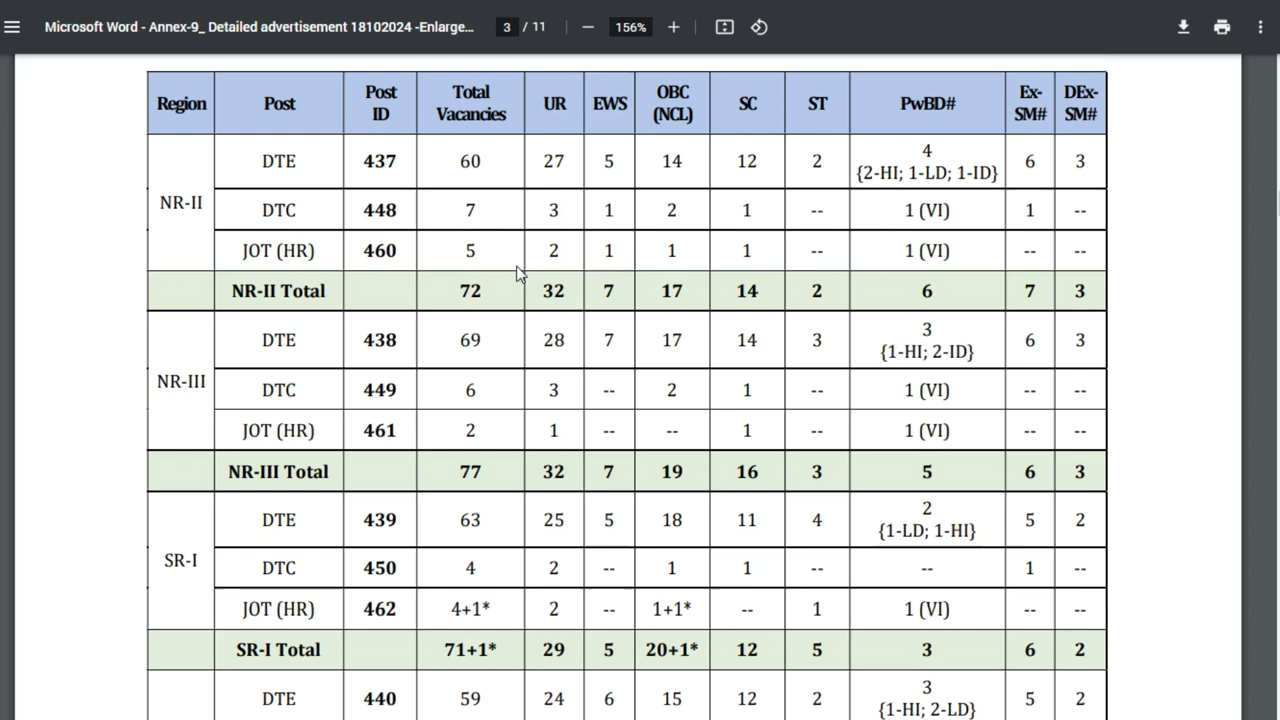 Microsoft Word - Annex-9_ Detailed advertisement 18102024 -Enlarge... 3 / 11 156%
Region Post Post ID Total Vacancies UR EWS OBC (NCL) SC ST PwBD# Ex-SM# DEx-SM#
NR-II DTE 437 60 27 5 14 12 2 4 {2-HI; 1-LD; 1-ID} 6 3
DTC 448 7 3 1 2 1 -- 1 (VI) 1 --
JOT (HR) 460 5 2 1 1 1 -- 1 (VI) -- --
NR-II Total 72 32 7 17 14 2 6 7 3
NR-III DTE 438 69 28 7 17 14 3 3 {1-HI; 2-ID} 6 3
DTC 449 6 3 -- 2 1 -- 1 (VI) -- --
JOT (HR) 461 2 1 -- -- 1 -- 1 (VI) -- --
NR-III Total 77 32 7 19 16 3 5 6 3
SR-I DTE 439 63 25 5 18 11 4 2 {1-LD; 1-HI} 5 2
DTC 450 4 2 -- 1 1 -- -- 1 --
JOT (HR) 462 4+1* 2 -- 1+1* -- 1 1 (VI) -- --
SR-I Total 71+1* 29 5 20+1* 12 5 3 6 2
DTE 440 59 24 6 15 12 2 3 {1-HI; 2-LD} 5 2